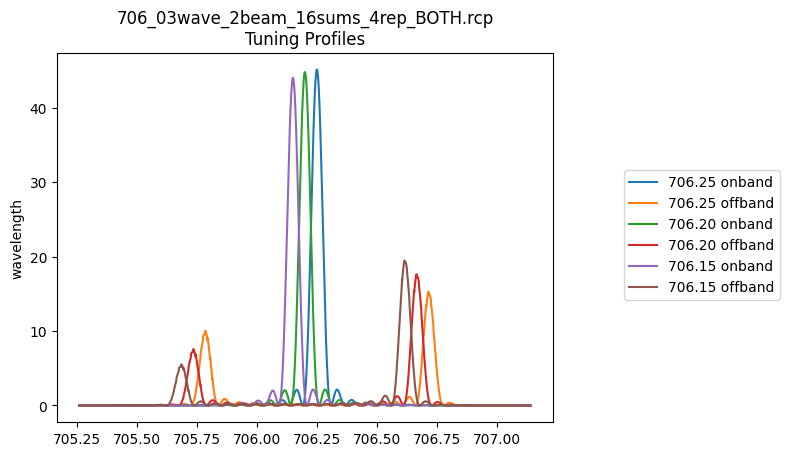 706_03wave_2beam_16sums_4rep_BOTH.rcp
Tuning Profiles
wavelength
40
30
20
10
0
705.25 705.50 705.75 706.00 706.25 706.50 706.75 707.00
706.25 onband
706.25 offband
706.20 onband
706.20 offband
706.15 onband
706.15 offband